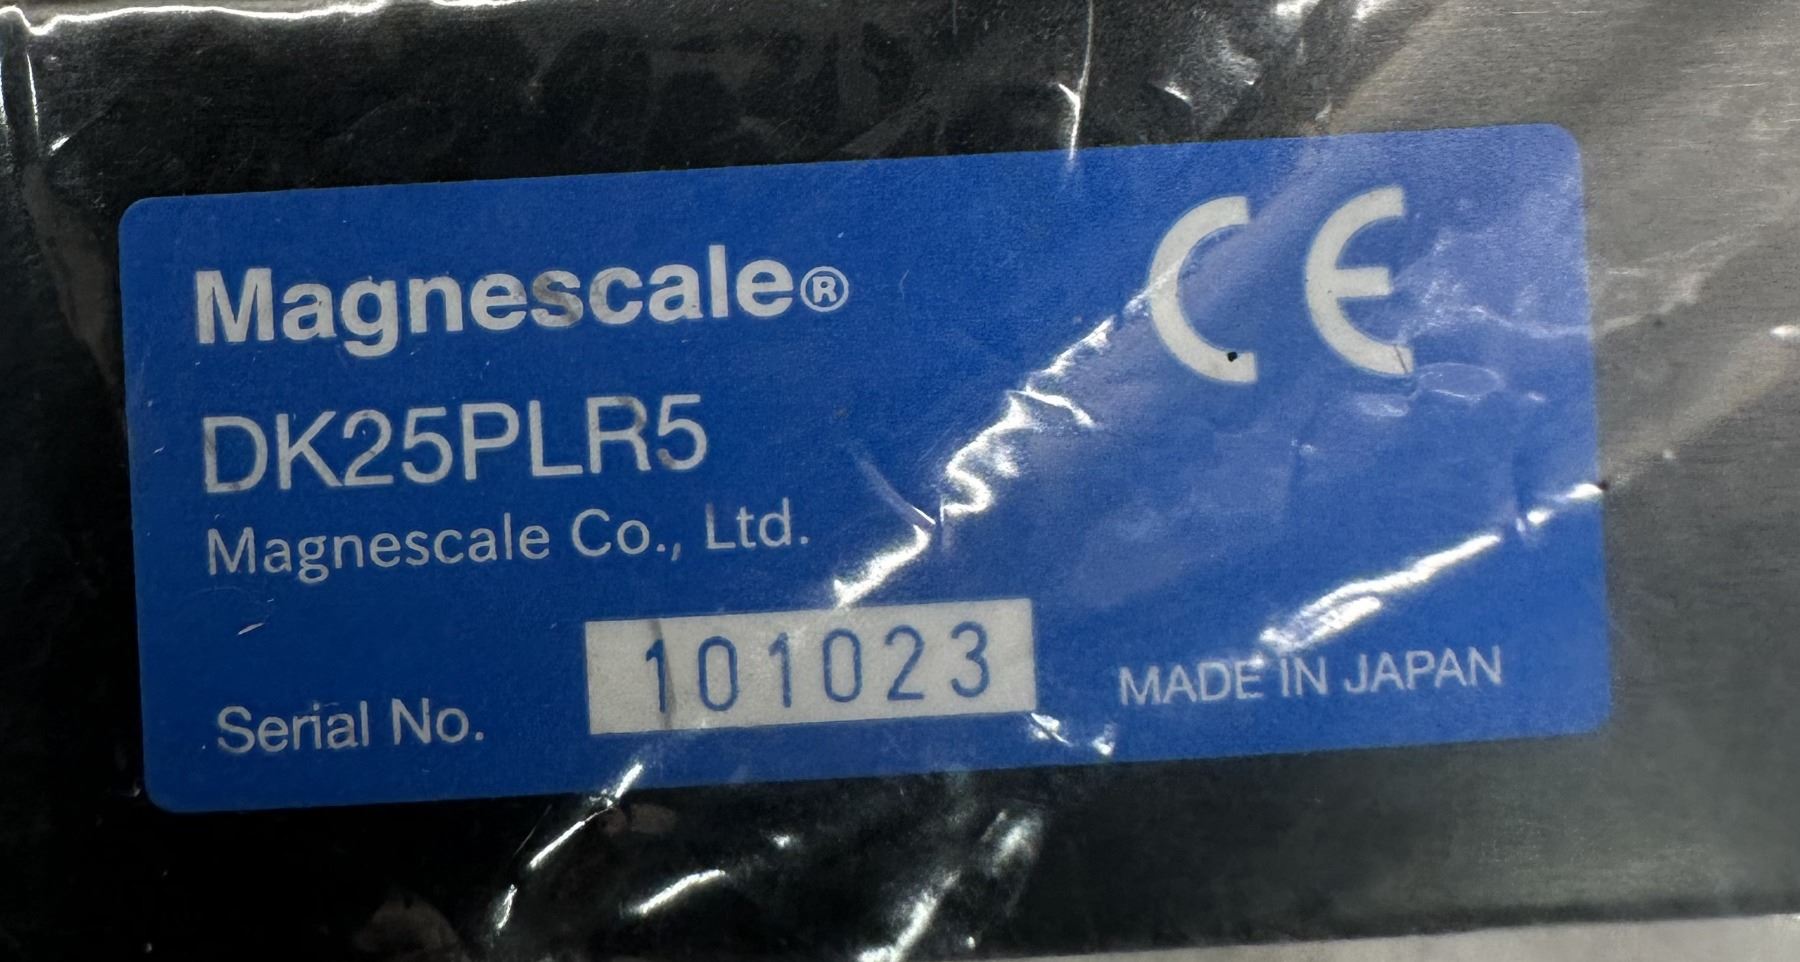 Magnescale®
CE
DK25PLR5
Magnescale Co., Ltd.
Serial No. 101023 MADE IN JAPAN